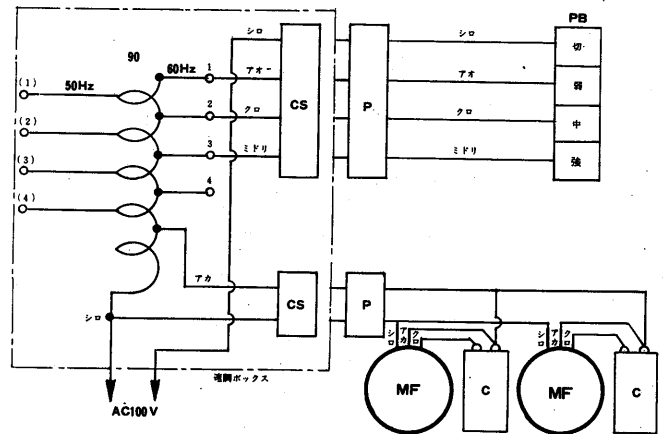 90
50Hz
60Hz
(1)
(2)
(3)
(4)
1
2
3
4
シロ
アオ
クロ
ミドリ
CS
P
シロ
アオ
クロ
ミドリ
PB
切
弱
中
強
アカ
シロ
CS
P
速調ボックス
AC100V
シロ
アカ
クロ
MF
C
シロ
アカ
クロ
MF
C